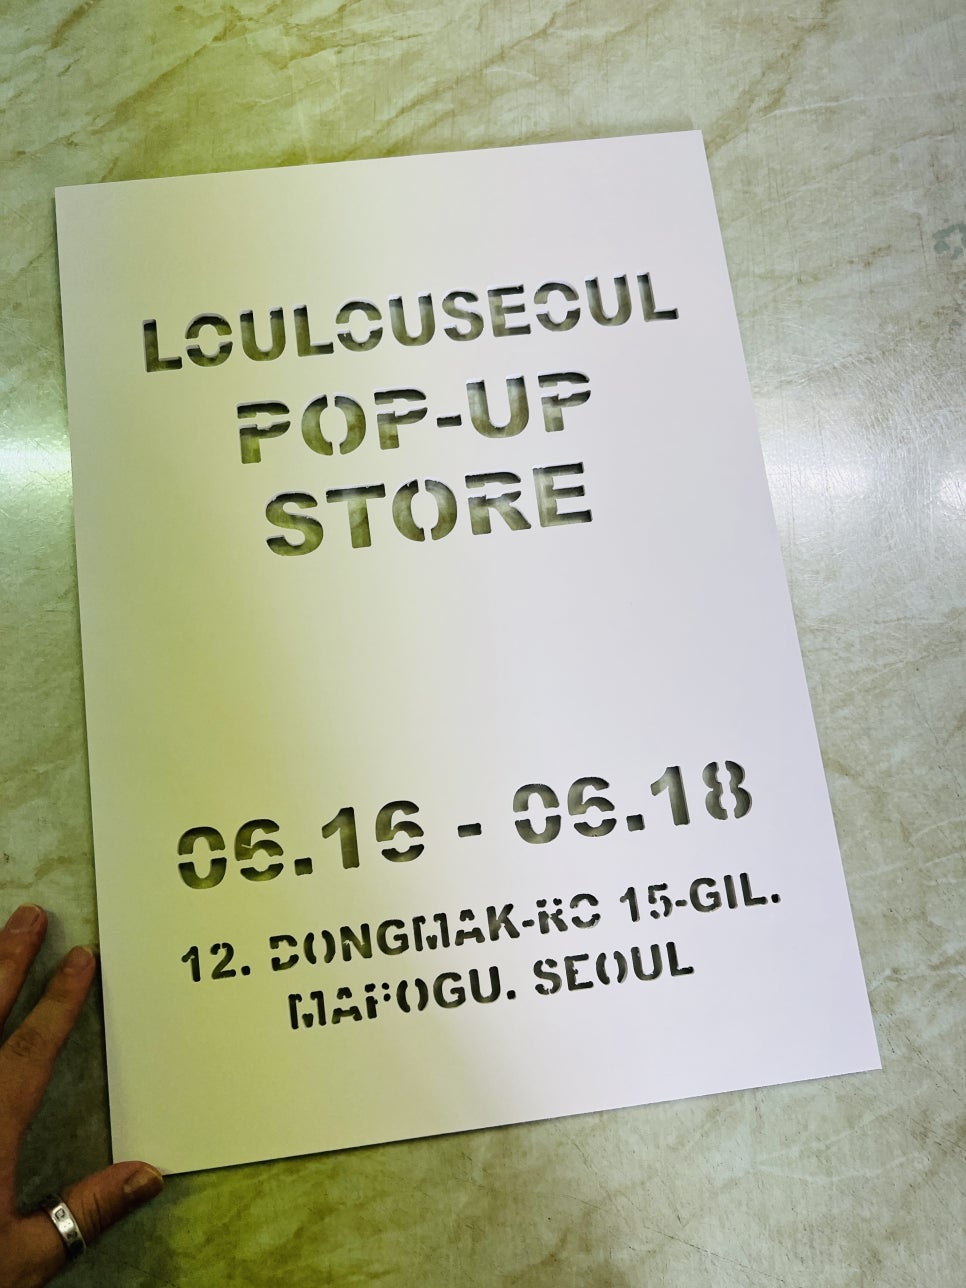 LOULOUSEOUL
POP-UP
STORE
06.16 - 06.18
12. DONGMAK-RO 15-GIL.
MAPOGU. SEOUL